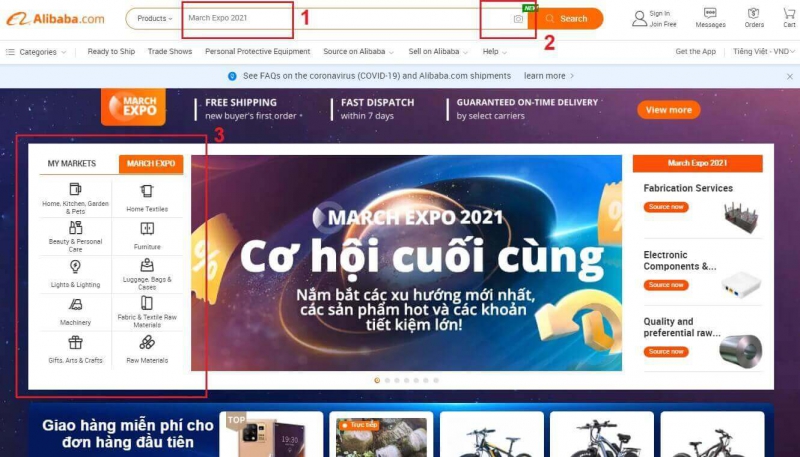 Alibaba.com
Products
March Expo 2021
1
NEW
Search
2
Sign In
Join Free
Messages
Orders
Cart
Categories
Ready to Ship
Trade Shows
Personal Protective Equipment
Source on Alibaba
Sell on Alibaba
Help
Get the App
Tiếng Việt - VND
See FAQs on the coronavirus (COVID-19) and Alibaba.com shipments
learn more
MARCH
EXPO
FREE SHIPPING
new buyer's first order
FAST DISPATCH
within 7 days
GUARANTEED ON-TIME DELIVERY
by select carriers
View more
3
MY MARKETS
MARCH EXPO
Home, Kitchen, Garden
& Pets
Home Textiles
Beauty & Personal
Care
Furniture
Lights & Lighting
Luggage, Bags &
Cases
Machinery
Fabric & Textile Raw
Materials
Gifts, Arts & Crafts
Raw Materials
MARCH EXPO 2021
Cơ hội cuối cùng
Nắm bắt các xu hướng mới nhất,
các sản phẩm hot và các khoản
tiết kiệm lớn!
%
%
March Expo 2021
Fabrication Services
Source now
Electronic
Components &...
Source now
Quality and
preferential raw...
Source now
Giao hàng miễn phí cho
đơn hàng đầu tiên
TOP
19:30
Trực tiếp